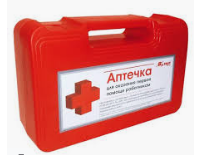 Аптечка
для оказания первой
помощи работникам